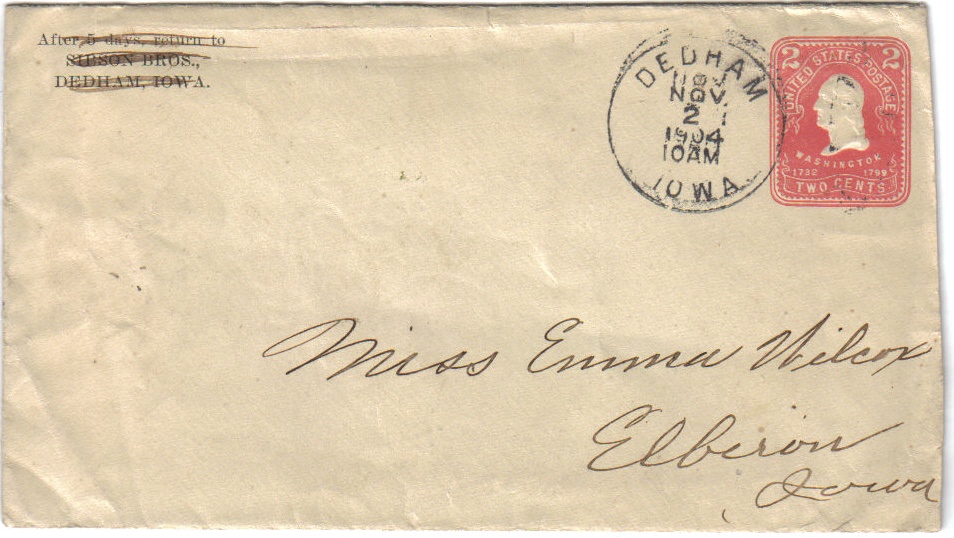 After 5 days, return to
SIBSON BROS.,
DEDHAM, IOWA.
DEDHAM
NOV
2
1904
10AM
IOWA
2 2
UNITED STATES POSTAGE
WASHINGTON
1732 1799
TWO CENTS
Miss Emma Wilcox
Elberon
Iowa